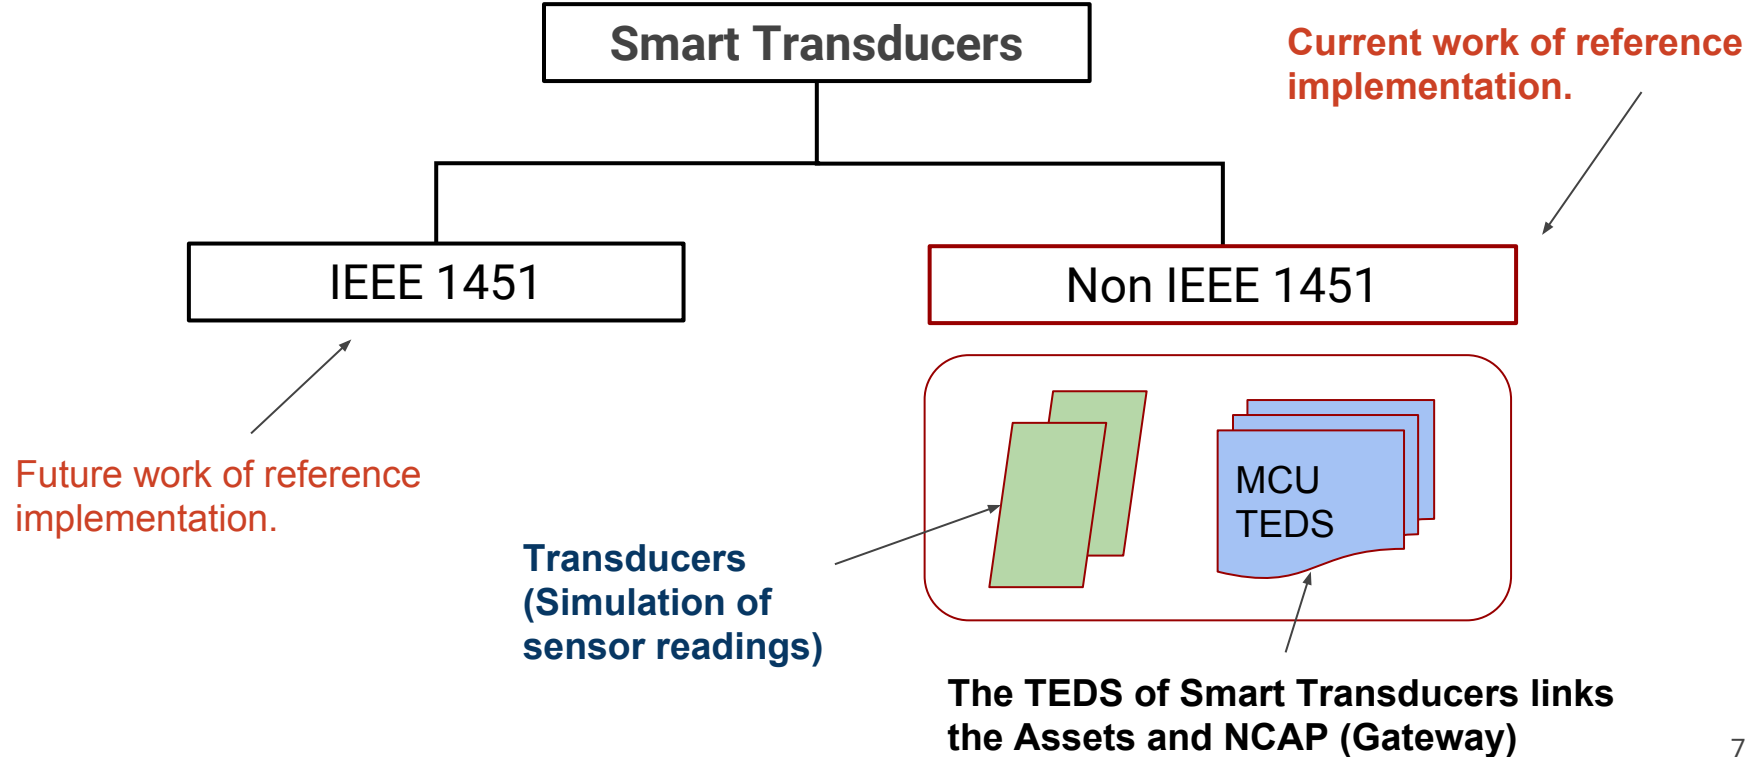 Smart Transducers
Current work of reference
implementation.
IEEE 1451
Non IEEE 1451
Future work of reference
implementation.
MCU
TEDS
Transducers
(Simulation of
sensor readings)
The TEDS of Smart Transducers links
the Assets and NCAP (Gateway)
7